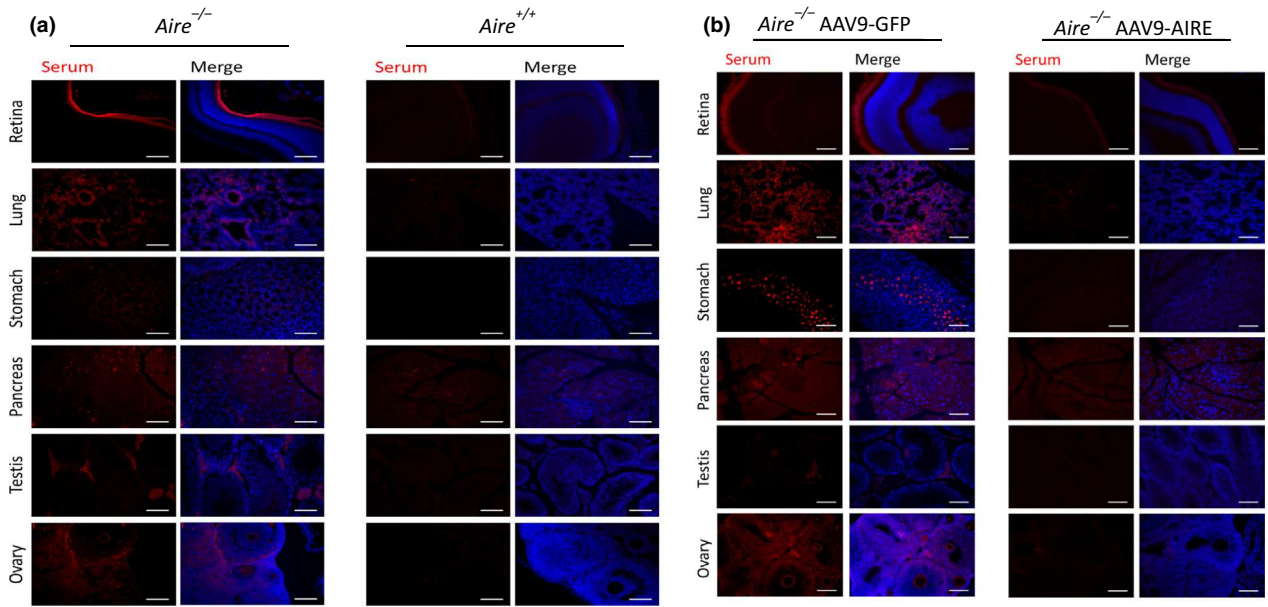 (a) Aire–/– Aire+/+
Serum Merge Serum Merge
Retina
Lung
Stomach
Pancreas
Testis
Ovary
(b) Aire–/– AAV9-GFP Aire–/– AAV9-AIRE
Serum Merge Serum Merge
Retina
Lung
Stomach
Pancreas
Testis
Ovary